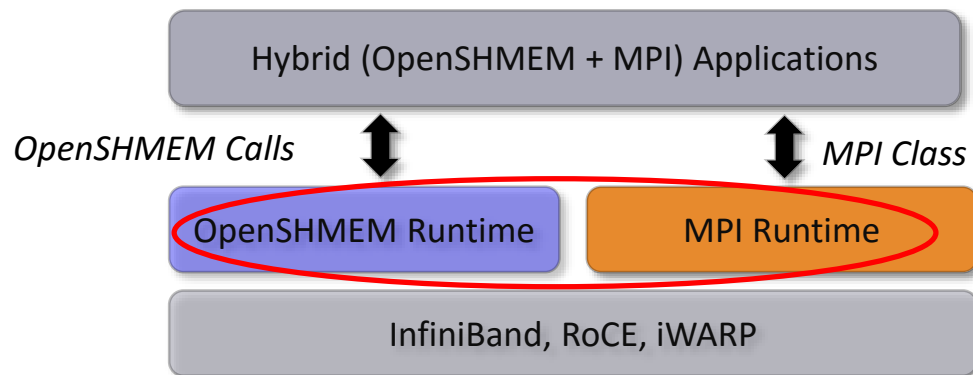 Hybrid (OpenSHMEM + MPI) Applications
OpenSHMEM Calls
MPI Class
OpenSHMEM Runtime
MPI Runtime
InfiniBand, RoCE, iWARP